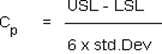 USL - LSL
Cp =
6 x std.Dev